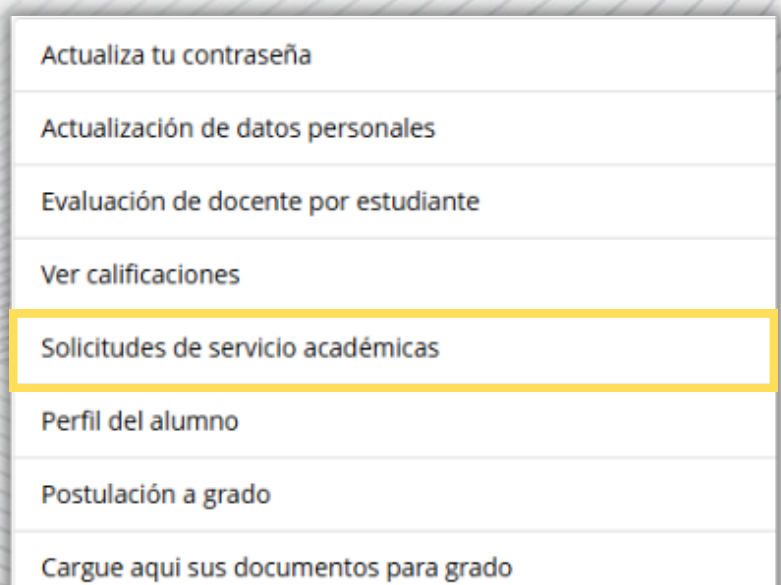 Actualiza tu contraseña
Actualización de datos personales
Evaluación de docente por estudiante
Ver calificaciones
Solicitudes de servicio académicas
Perfil del alumno
Postulación a grado
Cargue aqui sus documentos para grado